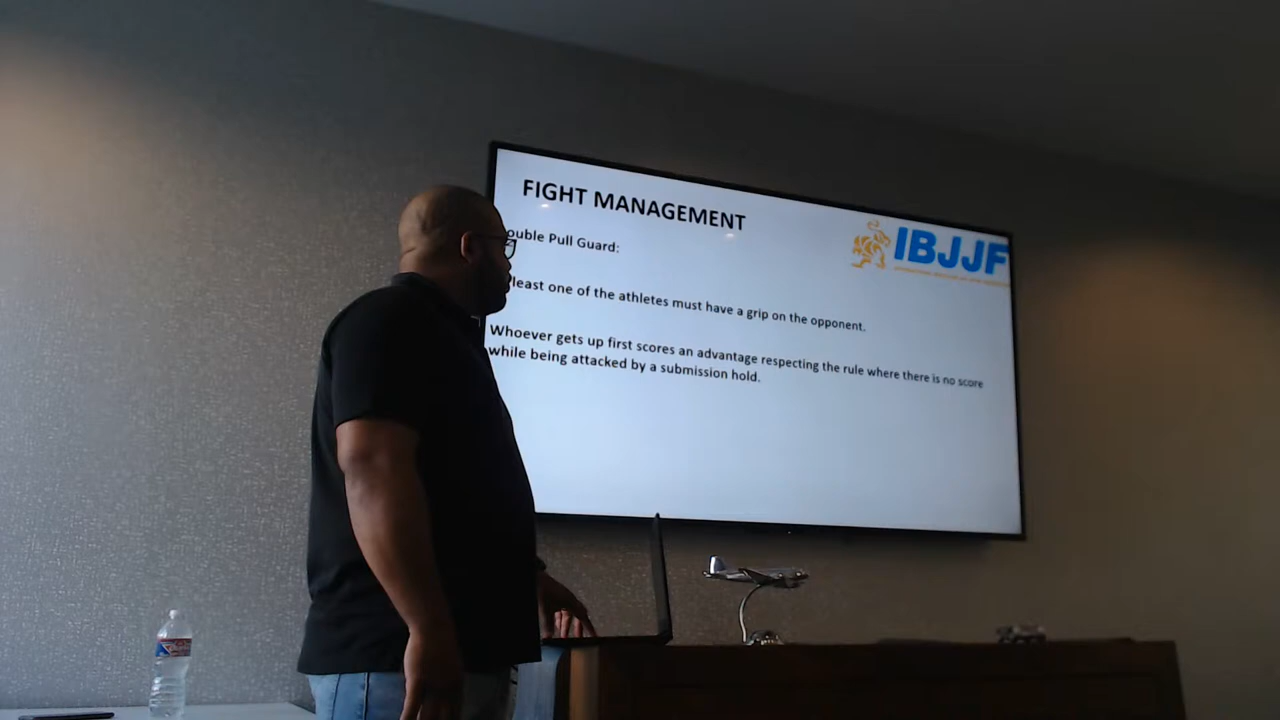 FIGHT MANAGEMENT
IBJJF
ouble Pull Guard:
least one of the athletes must have a grip on the opponent.
Whoever gets up first scores an advantage respecting the rule where there is no score
while being attacked by a submission hold.